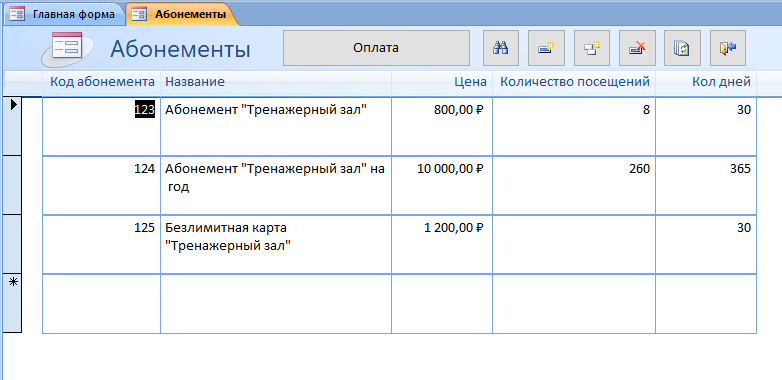 Главная форма Абонементы
Абонементы Оплата
Код абонемента Название Цена Количество посещений Кол дней
123 Абонемент "Тренажерный зал" 800,00 ₽ 8 30
124 Абонемент "Тренажерный зал" на 10 000,00 ₽ 260 365
год
125 Безлимитная карта 1 200,00 ₽ 30
"Тренажерный зал"